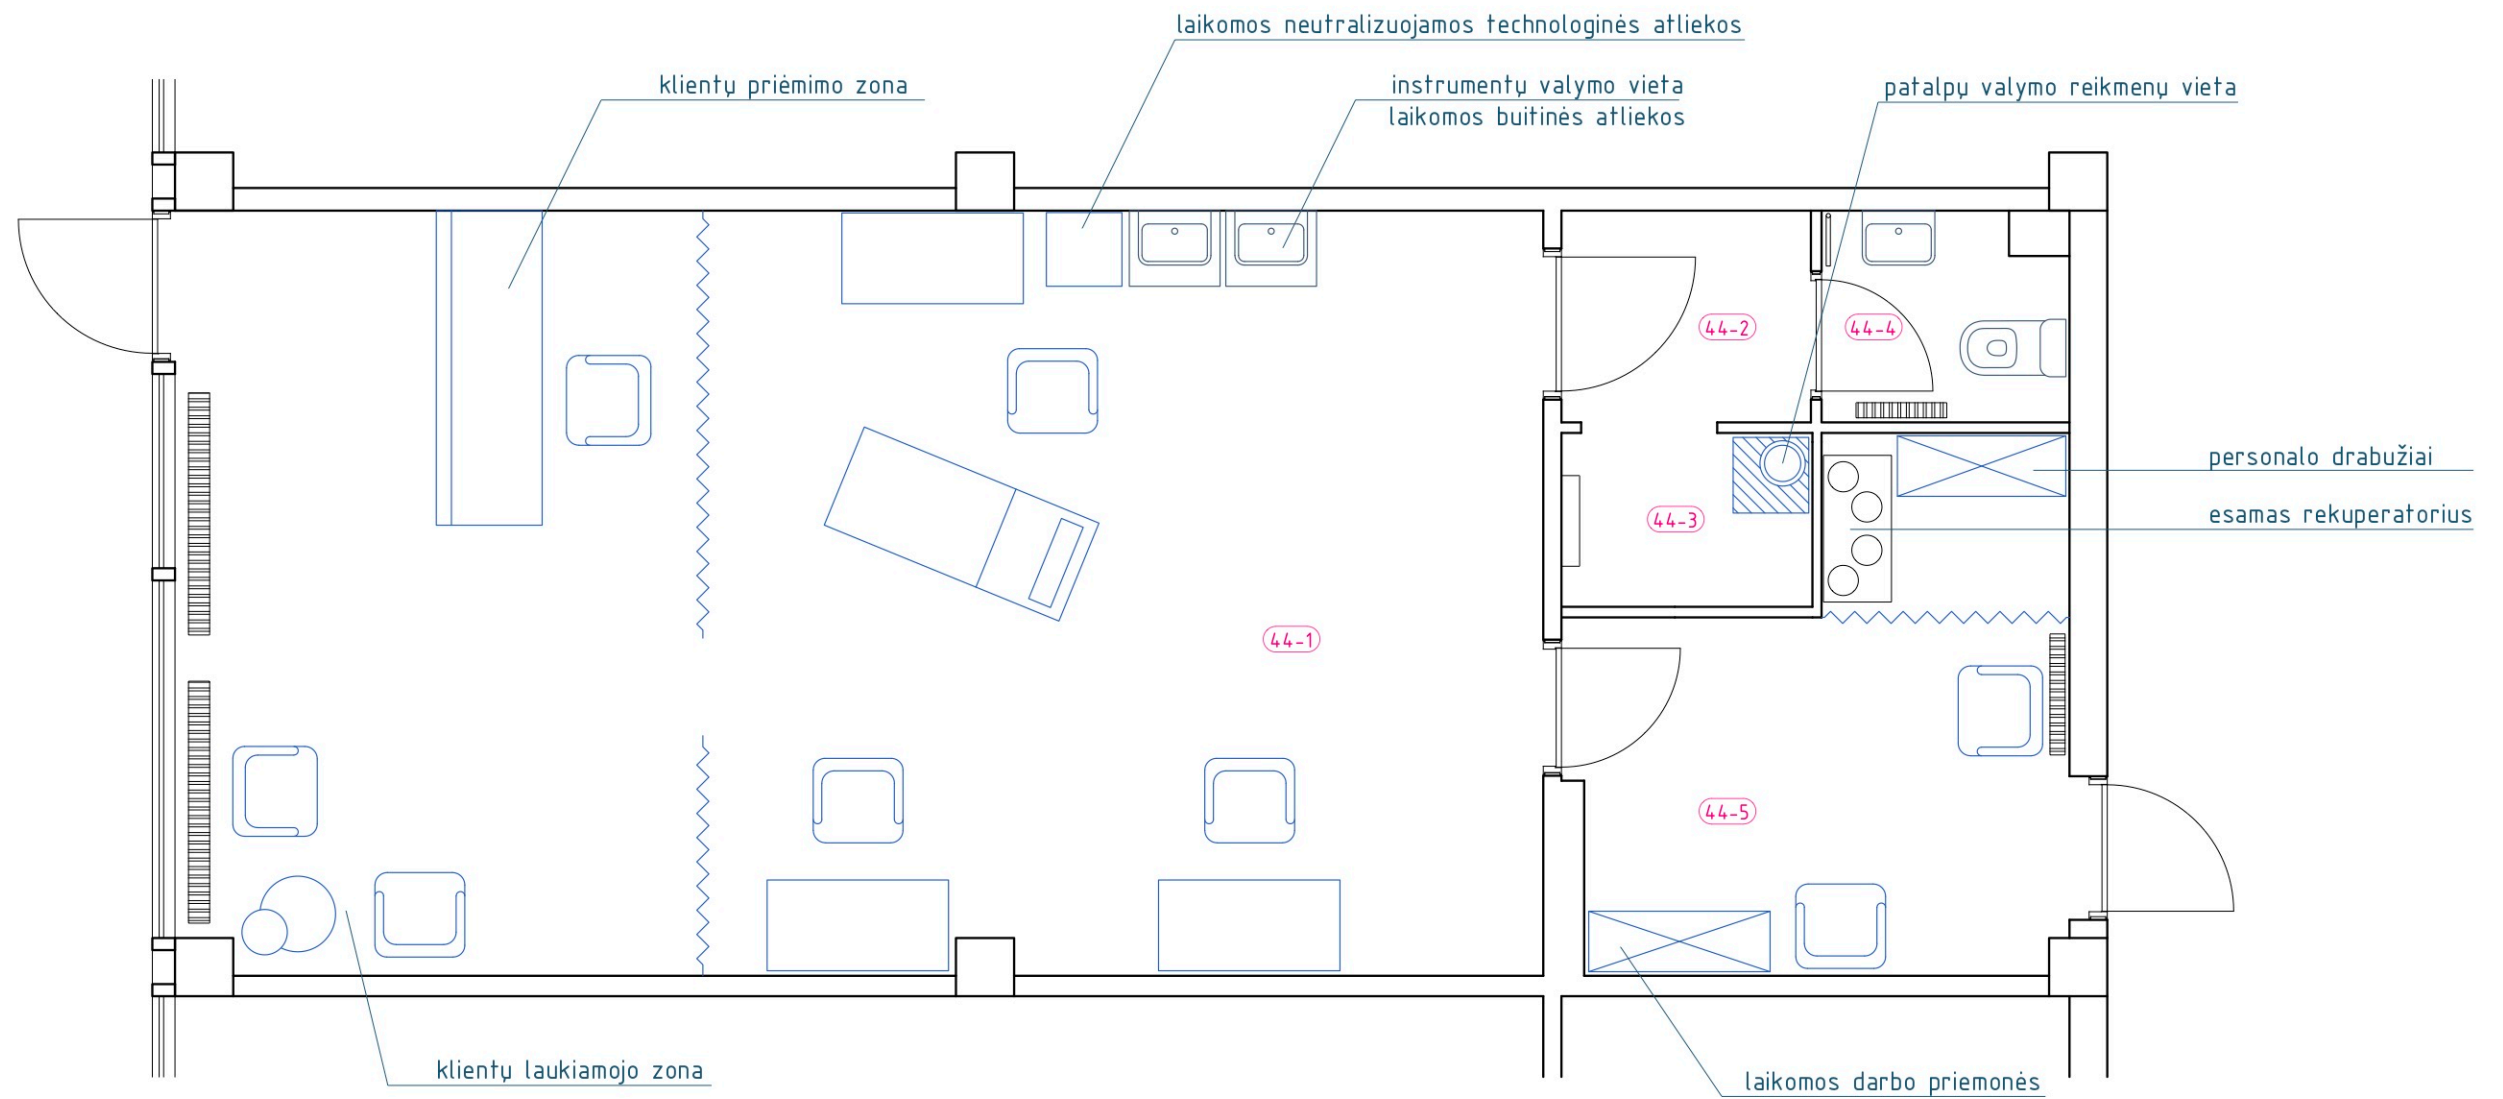 laikomos neutralizuojamos technologinės atliekos
klientų priėmimo zona
instrumentų valymo vieta
laikomos buitinės atliekos
patalpų valymo reikmenų vieta
44-2
44-4
personalo drabužiai
44-3
esamas rekuperatorius
44-1
44-5
klientų laukiamojo zona
laikomos darbo priemonės